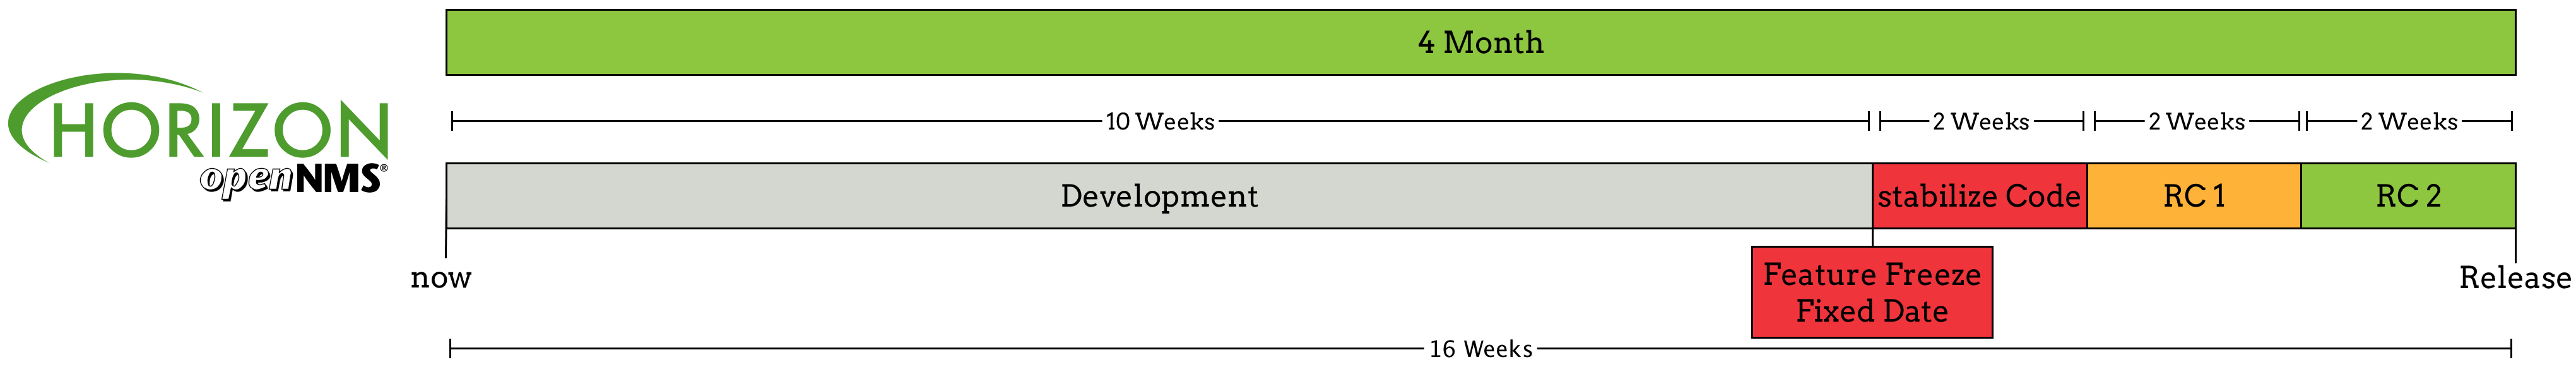 4 Month
HORIZON
openNMS®
10 Weeks
2 Weeks
2 Weeks
2 Weeks
Development
stabilize Code
RC 1
RC 2
now
Feature Freeze
Fixed Date
Release
16 Weeks